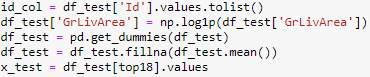 id_col = df_test['Id'].values.tolist()
df_test['GrLivArea'] = np.log1p(df_test['GrLivArea'])
df_test = pd.get_dummies(df_test)
df_test = df_test.fillna(df_test.mean())
x_test = df_test[top18].values